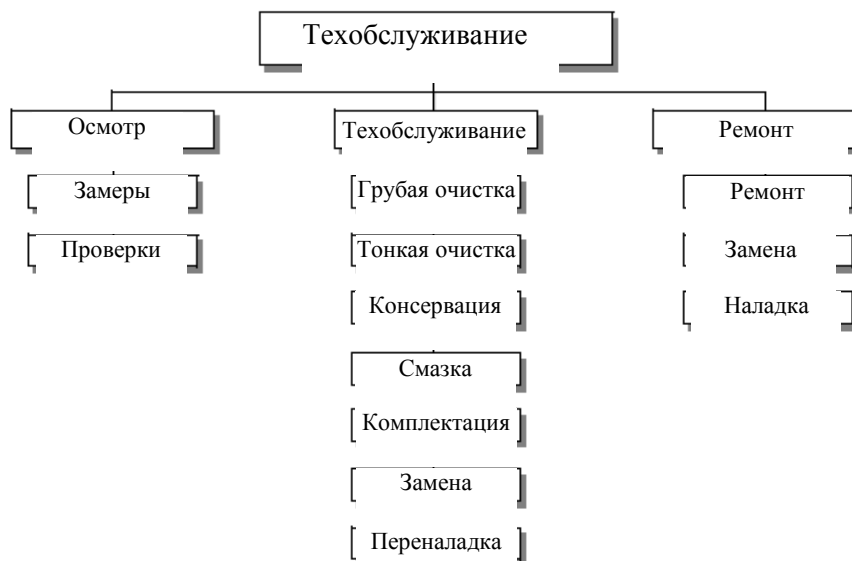 Техобслуживание
Осмотр
Замеры
Проверки
Техобслуживание
Грубая очистка
Тонкая очистка
Консервация
Смазка
Комплектация
Замена
Переналадка
Ремонт
Ремонт
Замена
Наладка